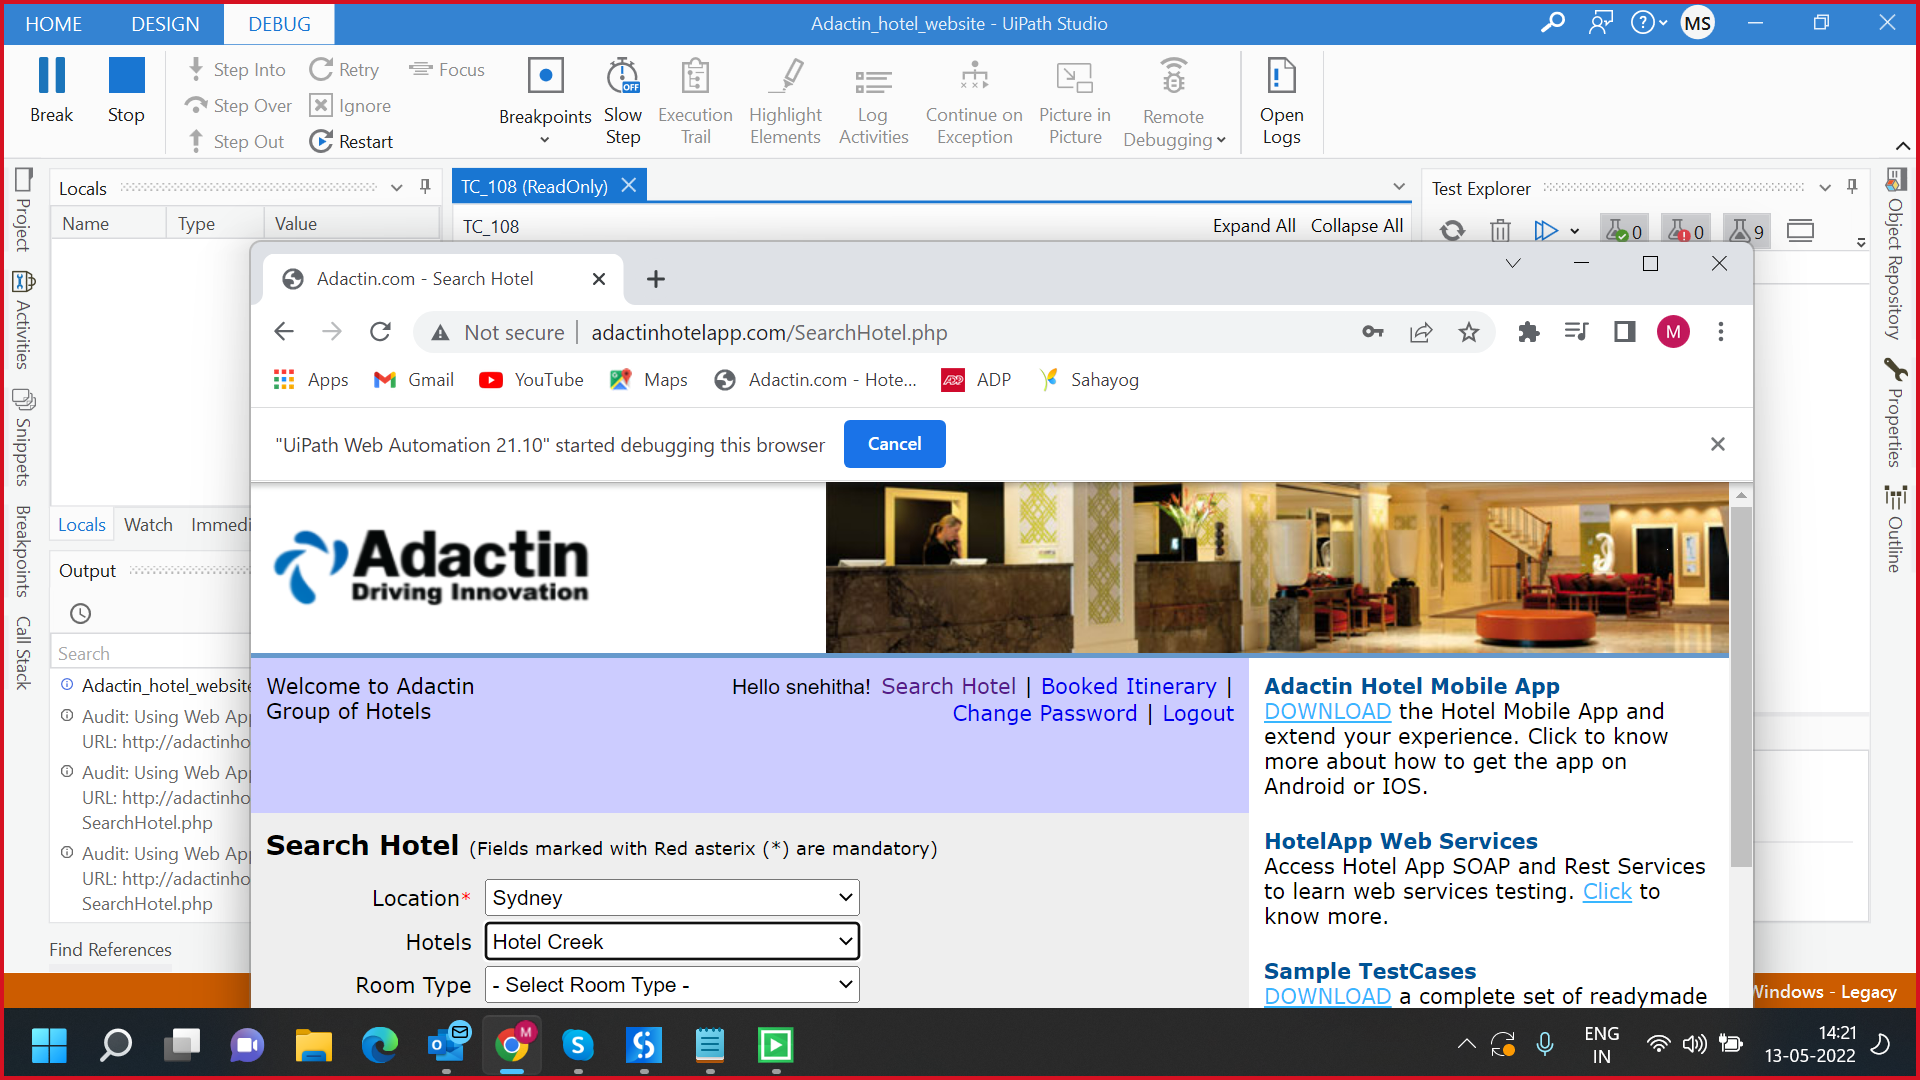 HOME DESIGN DEBUG
Adactin_hotel_website - UiPath Studio
MS
Break
Stop
Step Into
Step Over
Step Out
Retry
Ignore
Restart
Focus
Breakpoints
Slow Step
Execution Trail
Highlight Elements
Log Activities
Continue on Exception
Picture in Picture
Remote Debugging
Open Logs
Project
Activities
Snippets
Breakpoints
Call Stack
Locals
Name Type Value
Locals Watch Immedi
Output
Search
Adactin_hotel_website
Audit: Using Web App
URL: http://adactinho
Audit: Using Web App
URL: http://adactinho
SearchHotel.php
Audit: Using Web App
URL: http://adactinho
SearchHotel.php
Find References
TC_108 (ReadOnly)
TC_108
Expand All Collapse All
Test Explorer
0 0 9
Object Repository
Properties
Outline
Adactin.com - Search Hotel
Not secure adactinhotelapp.com/SearchHotel.php
M
Apps Gmail YouTube Maps Adactin.com - Hote... ADP Sahayog
"UiPath Web Automation 21.10" started debugging this browser Cancel
Adactin
Driving Innovation
Welcome to Adactin
Group of Hotels
Hello snehitha! Search Hotel | Booked Itinerary |
Change Password | Logout
Search Hotel (Fields marked with Red asterix (*) are mandatory)
Location* Sydney
Hotels Hotel Creek
Room Type - Select Room Type -
Adactin Hotel Mobile App
DOWNLOAD the Hotel Mobile App and
extend your experience. Click to know
more about how to get the app on
Android or IOS.
HotelApp Web Services
Access Hotel App SOAP and Rest Services
to learn web services testing. Click to
know more.
Sample TestCases
DOWNLOAD a complete set of readymade
Windows - Legacy
ENG
IN
14:21
13-05-2022